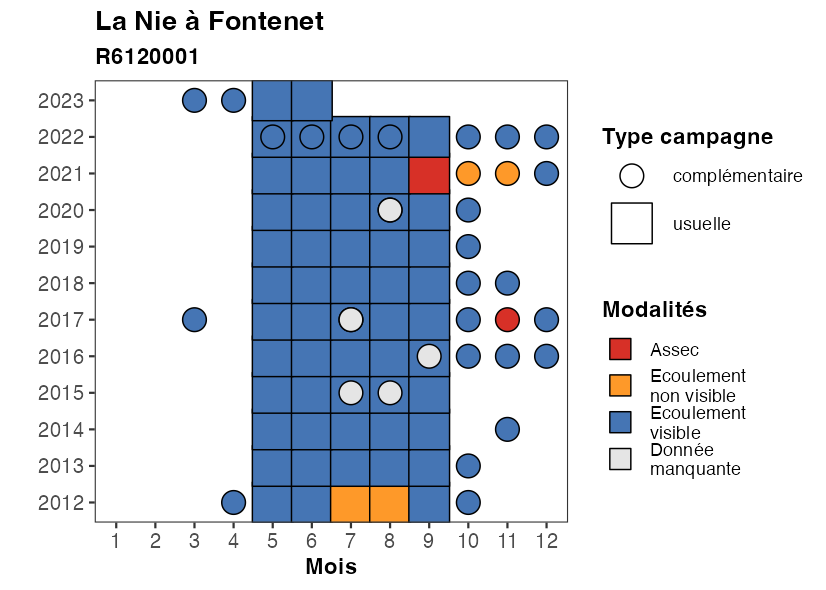 La Nie à Fontenet
R6120001
2023
2022
2021
2020
2019
2018
2017
2016
2015
2014
2013
2012
1 2 3 4 5 6 7 8 9 10 11 12
Mois
Type campagne
complémentaire
usuelle
Modalités
Assec
Ecoulement
non visible
Ecoulement
visible
Donnée
manquante